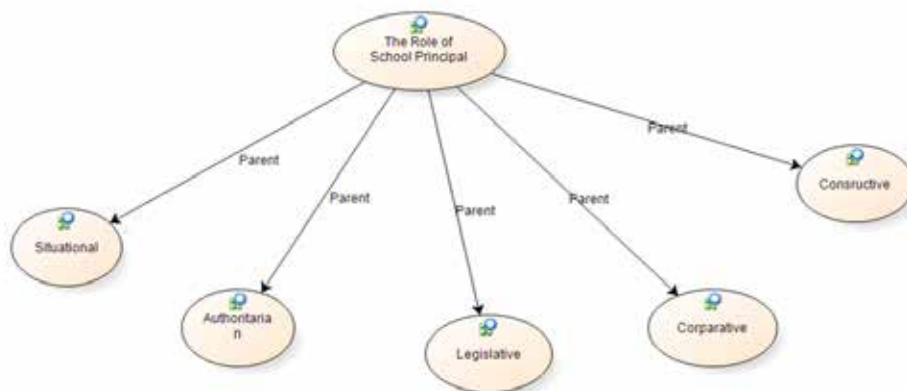 The Role of
School Principal
Parent
Parent
Parent
Parent
Parent
Consructive
Situational
Authoritaria
n
Legislative
Corparative